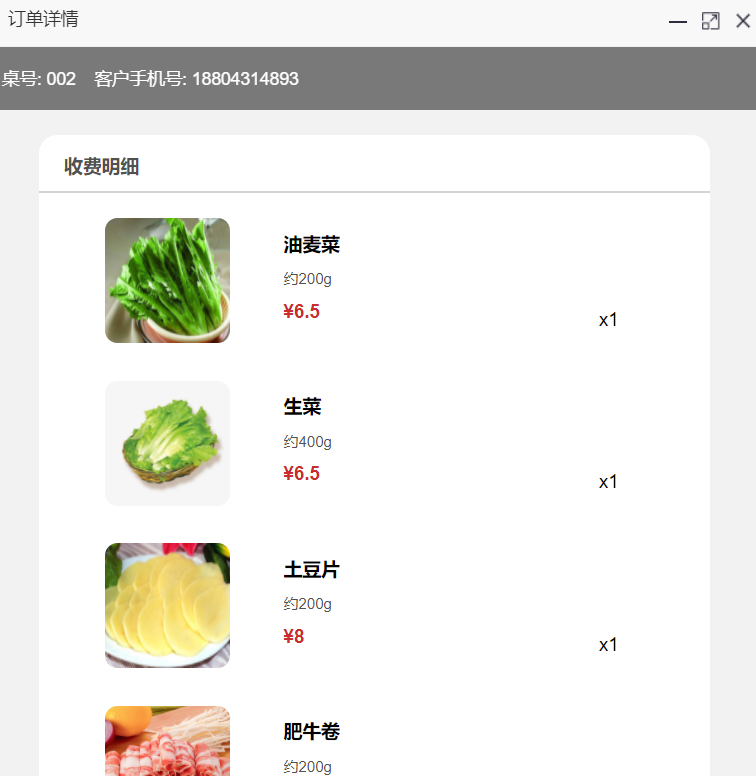 订单详情
桌号: 002 客户手机号: 18804314893
收费明细
油麦菜
约200g
¥6.5
x1
生菜
约400g
¥6.5
x1
土豆片
约200g
¥8
x1
肥牛卷
约200g